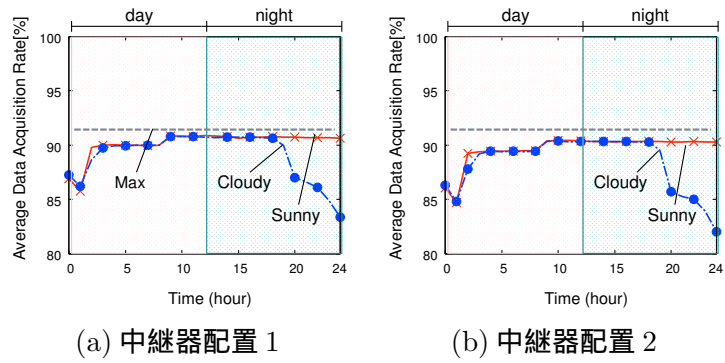 day night
Average Data Acquisition Rate[%]
100
95
90
85
80
Max
Cloudy
Sunny
0 5 10 15 20 24
Time (hour)
(a) 中継器配置 1
day night
Average Data Acquisition Rate[%]
100
95
90
85
80
Cloudy
Sunny
0 5 10 15 20 24
Time (hour)
(b) 中継器配置 2